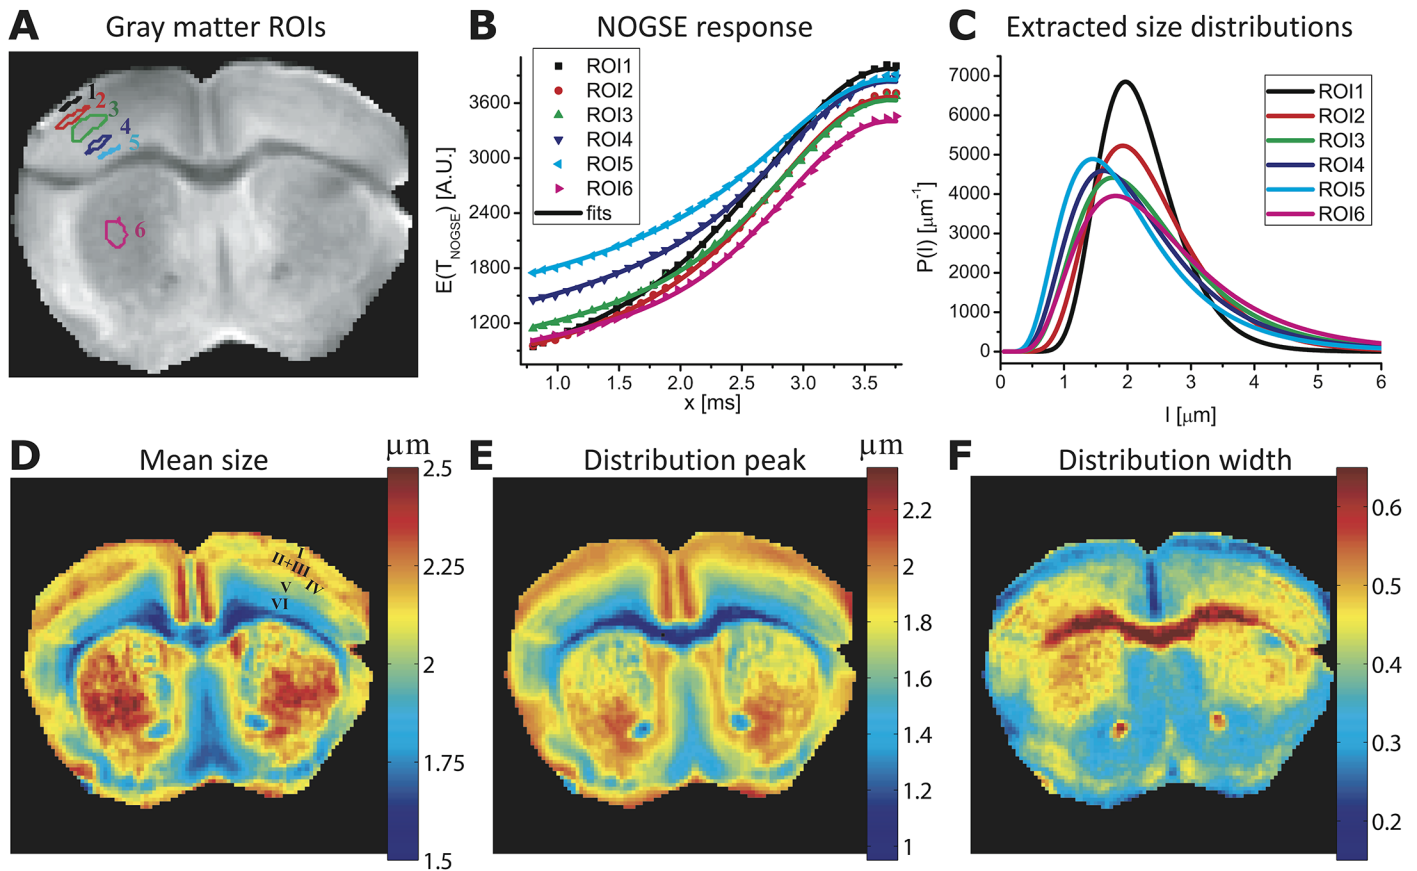 A Gray matter ROIs
1
2
3
4
5
6
B NOGSE response
ROI1
ROI2
ROI3
ROI4
ROI5
ROI6
fits
E(T_NOGSE) [A.U.]
3600
3000
2400
1800
1200
1.0 1.5 2.0 2.5 3.0 3.5
x [ms]
C Extracted size distributions
ROI1
ROI2
ROI3
ROI4
ROI5
ROI6
P(l) [μm⁻¹]
7000
6000
5000
4000
3000
2000
1000
0
0 1 2 3 4 5 6
l [μm]
D Mean size
μm
2.5
2.25
2
1.75
1.5
I
II+III
IV
V
VI
E Distribution peak
μm
2.2
2
1.8
1.6
1.4
1.2
1
F Distribution width
0.6
0.5
0.4
0.3
0.2